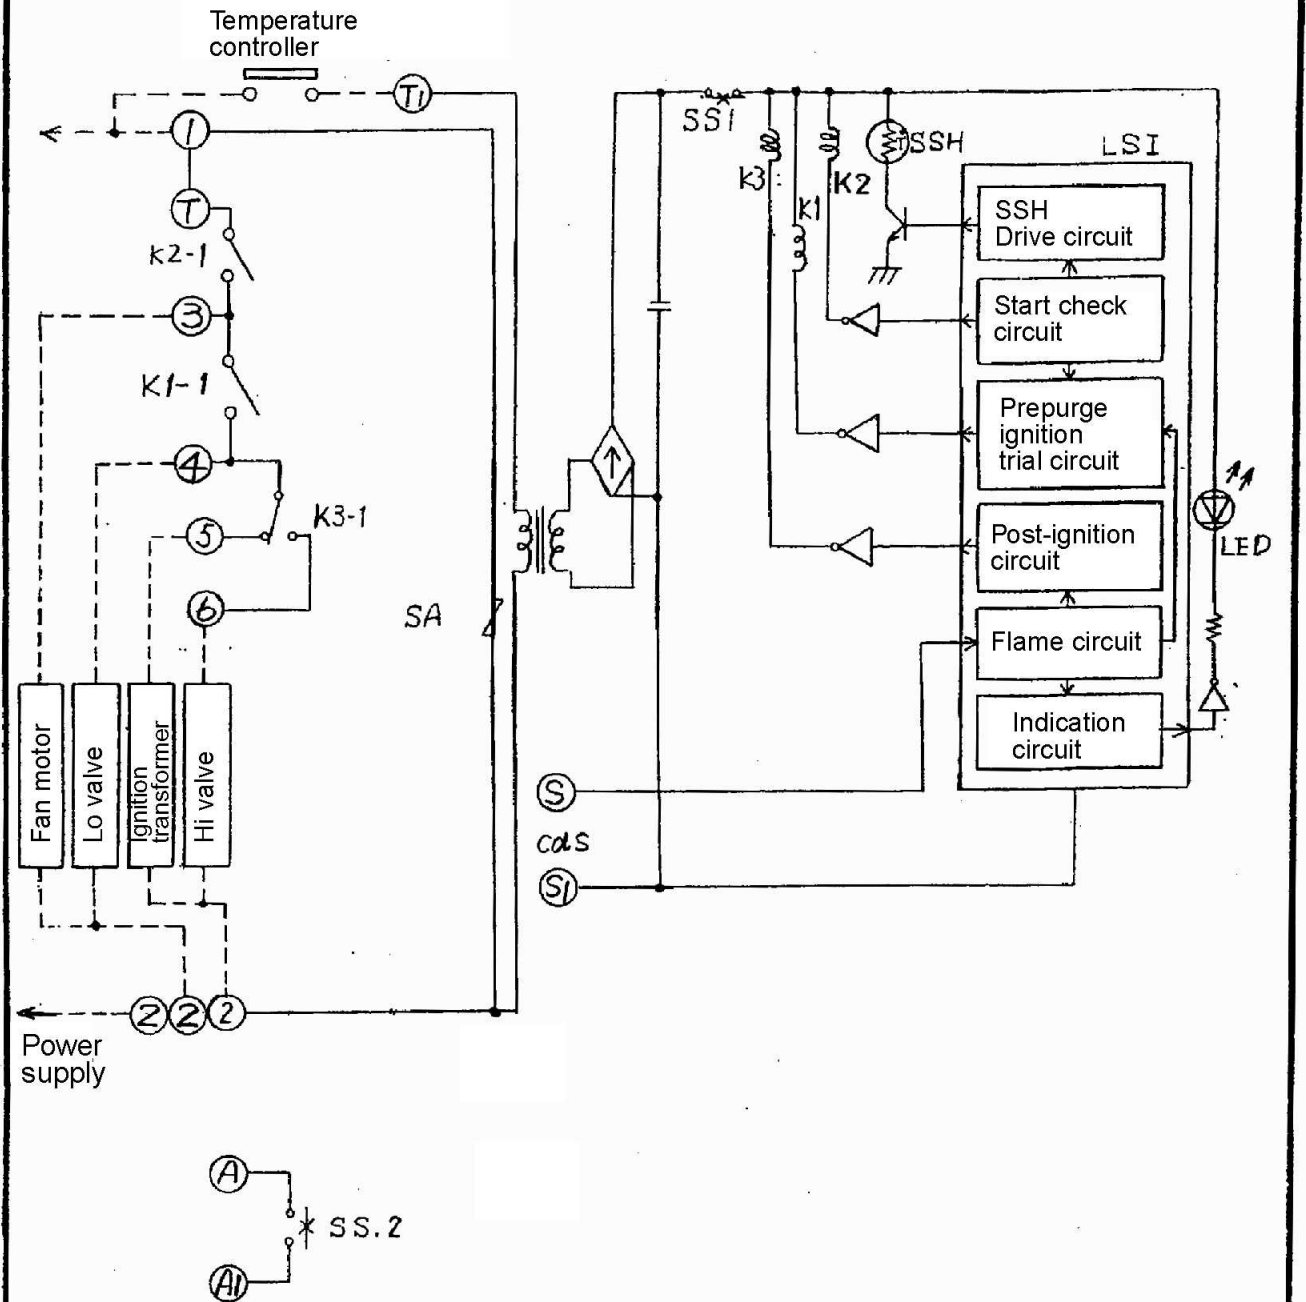 Temperature
controller
T1
1
SS1
T
K3
K1
K2
SSH
LSI
SSH
Drive circuit
K2-1
3
Start check
circuit
K1-1
Prepurge
ignition
trial circuit
4
K3-1
5
Post-ignition
circuit
LED
6
SA
Flame circuit
Indication
circuit
Fan motor
Lo valve
Ignition
transformer
Hi valve
S
cds
S1
2
2
2
Power
supply
A
SS.2
A1